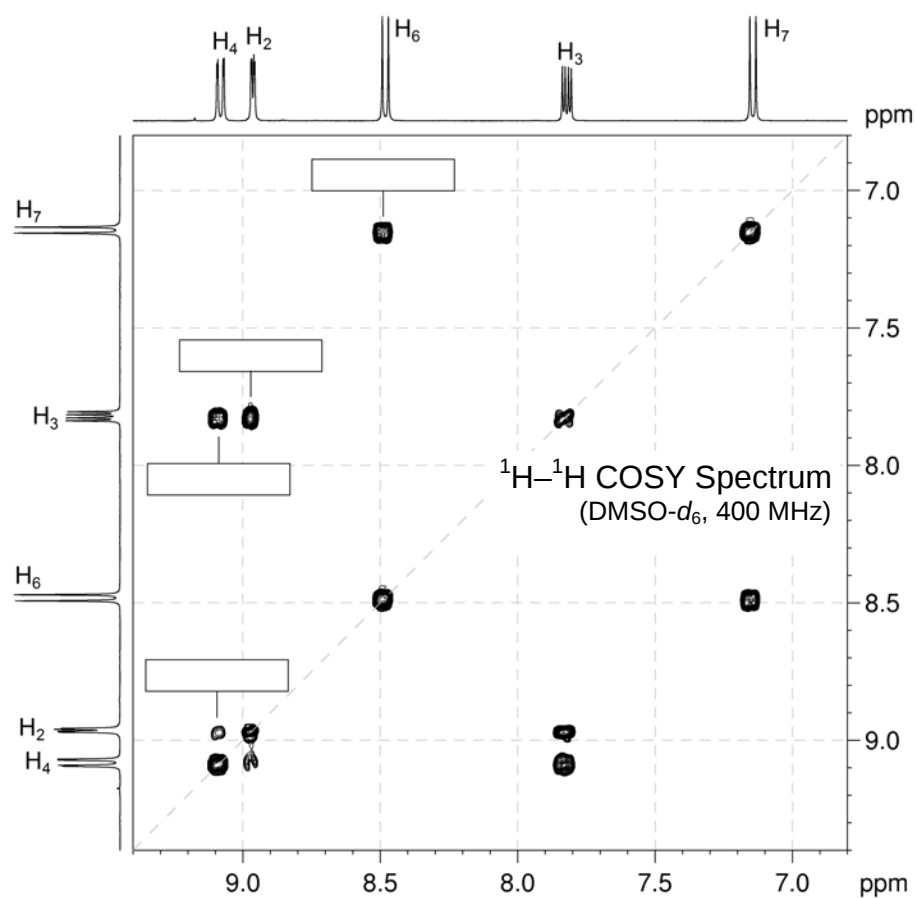 H₄ H₂ H₆ H₃ H₇
ppm
7.0
H₇
7.5
H₃
8.0
¹H–¹H COSY Spectrum
(DMSO-d₆, 400 MHz)
H₆
8.5
H₂
9.0
H₄
9.0 8.5 8.0 7.5 7.0 ppm